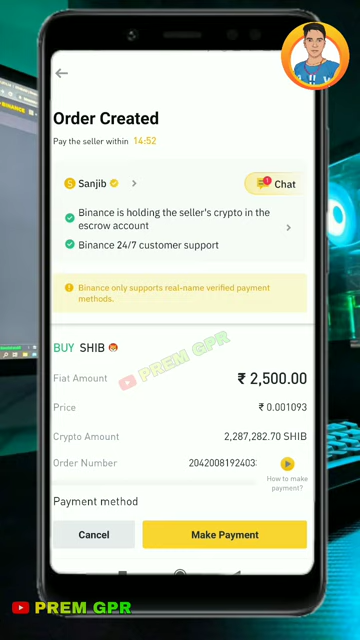 Order Created
Pay the seller within 14:52
S Sanjib
Chat
Binance is holding the seller's crypto in the
escrow account
Binance 24/7 customer support
Binance only supports real-name verified payment
methods.
BUY SHIB
PREM GPR
Fiat Amount ₹ 2,500.00
Price ₹ 0.001093
Crypto Amount 2,287,282.70 SHIB
Order Number 2042008192403
How to make
payment?
Payment method
Cancel Make Payment
PREM GPR